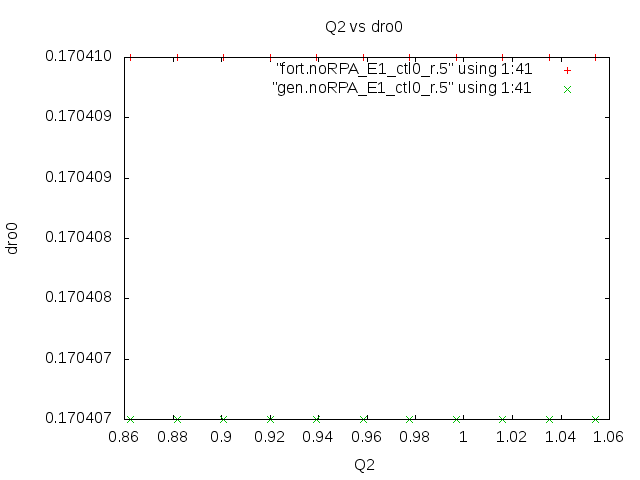 Q2 vs dro0
0.170410
"fort.noRPA_E1_ctl0_r.5" using 1:41
"gen.noRPA_E1_ctl0_r.5" using 1:41
0.170409
0.170409
0.170408
dro0
0.170408
0.170407
0.170407
0.86 0.88 0.9 0.92 0.94 0.96 0.98 1 1.02 1.04 1.06
Q2